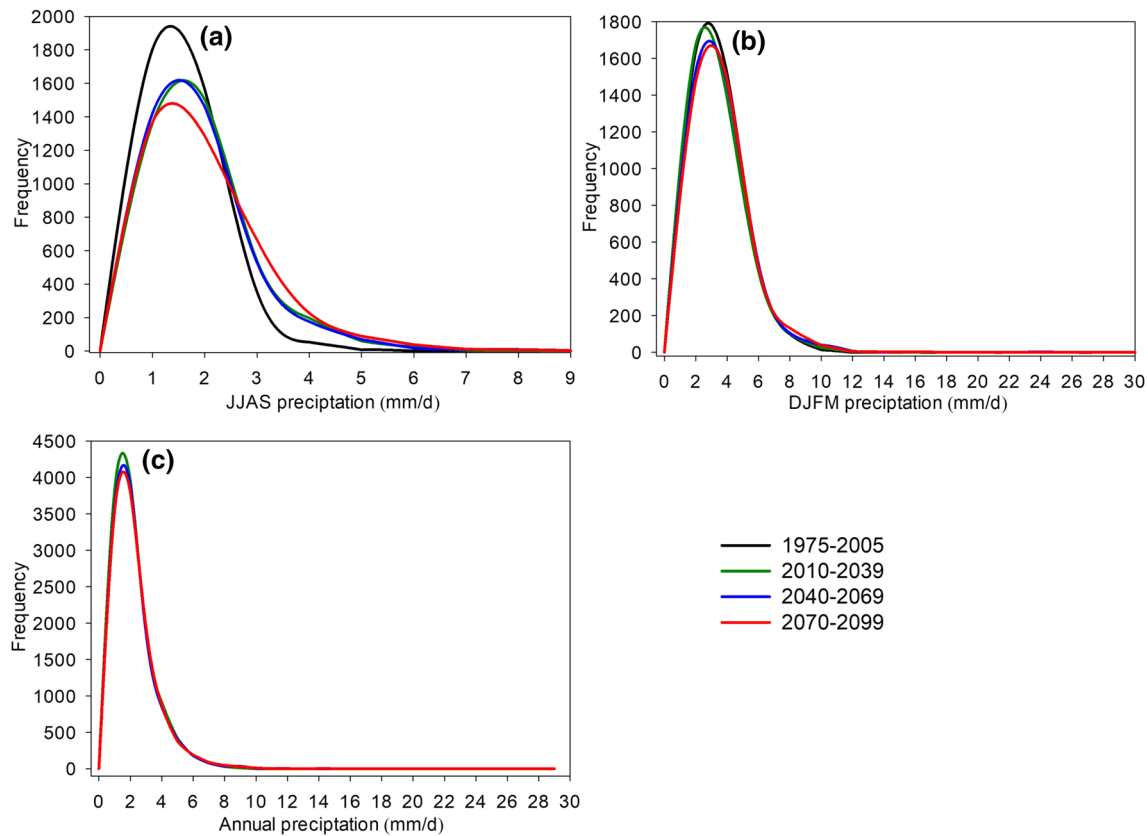 (a)
2000
1800
1600
1400
1200
1000
800
600
400
200
0
Frequency
0 1 2 3 4 5 6 7 8 9
JJAS preciptation (mm/d)
(b)
1800
1600
1400
1200
1000
800
600
400
200
0
Frequency
0 2 4 6 8 10 12 14 16 18 20 22 24 26 28 30
DJFM preciptation (mm/d)
(c)
4500
4000
3500
3000
2500
2000
1500
1000
500
0
Frequency
0 2 4 6 8 10 12 14 16 18 20 22 24 26 28 30
Annual preciptation (mm/d)
1975-2005
2010-2039
2040-2069
2070-2099